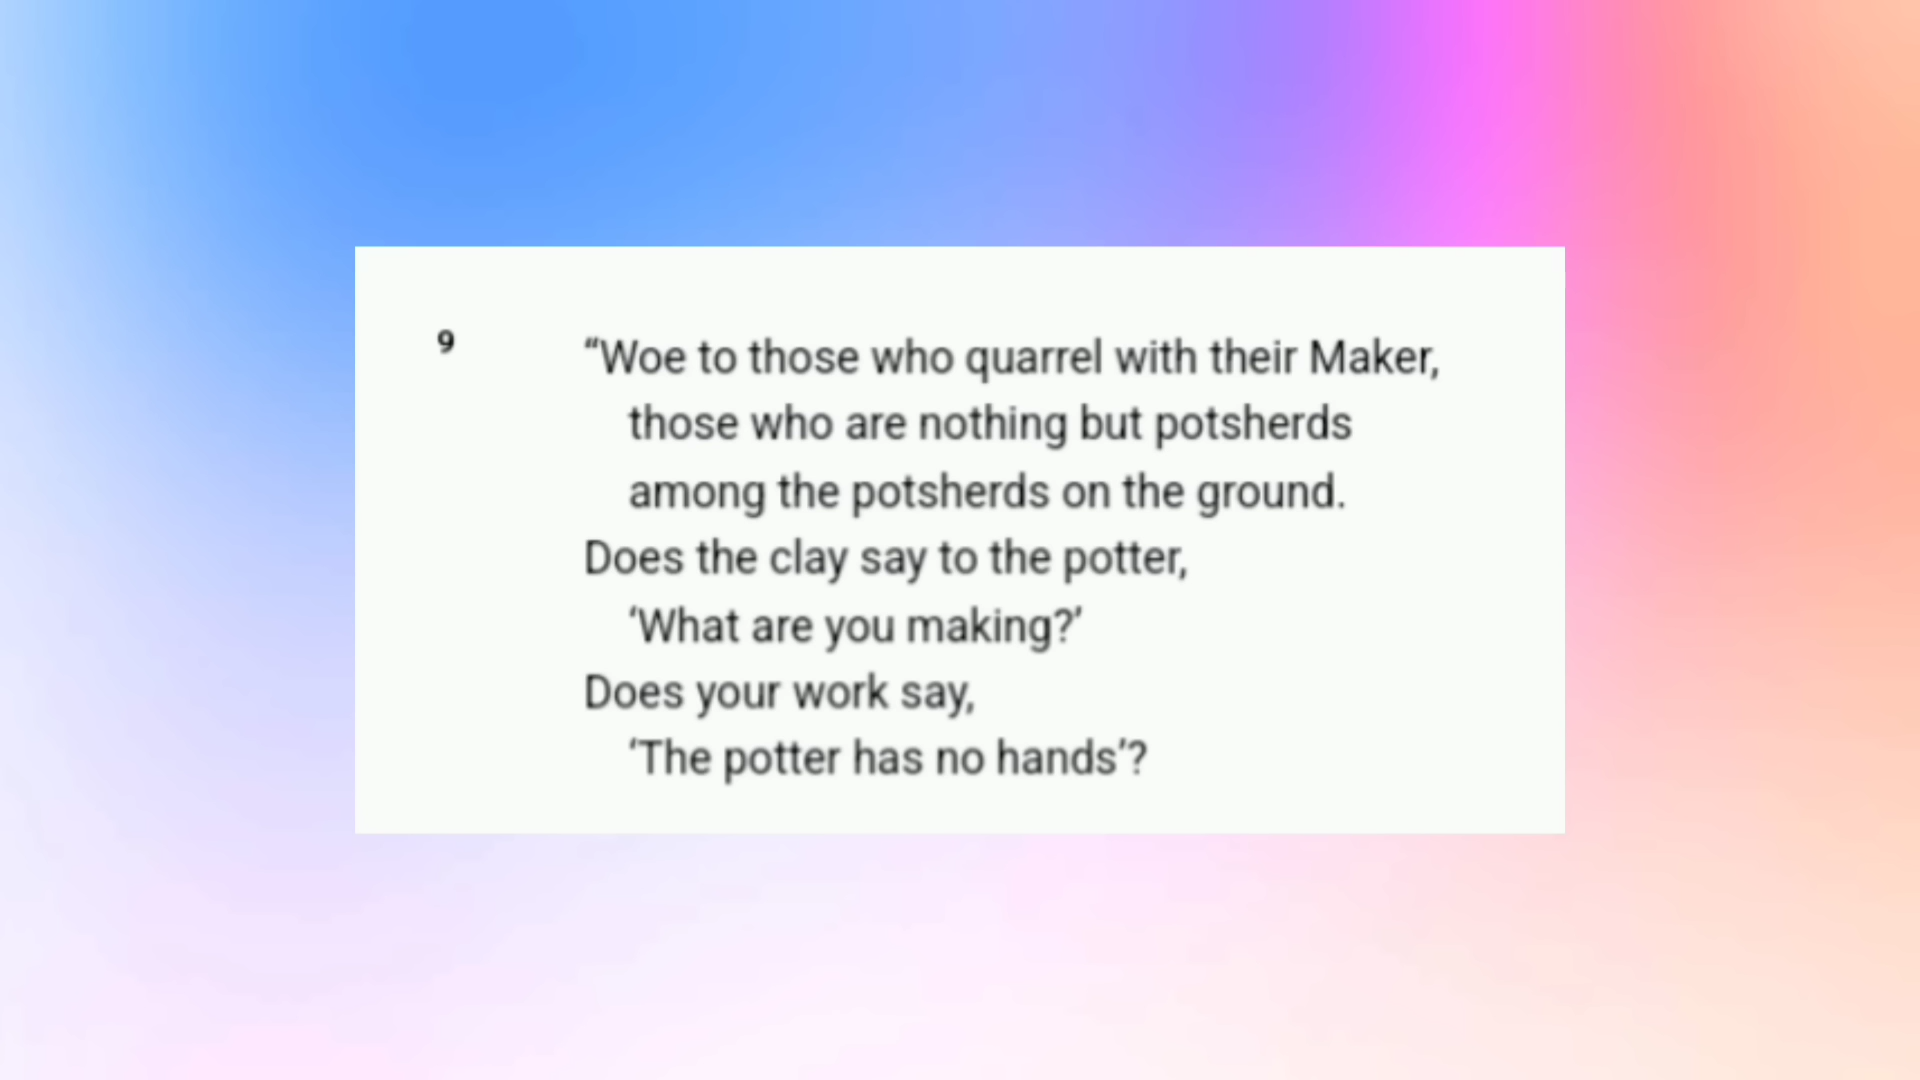 9 “Woe to those who quarrel with their Maker,
those who are nothing but potsherds
among the potsherds on the ground.
Does the clay say to the potter,
‘What are you making?’
Does your work say,
‘The potter has no hands’?